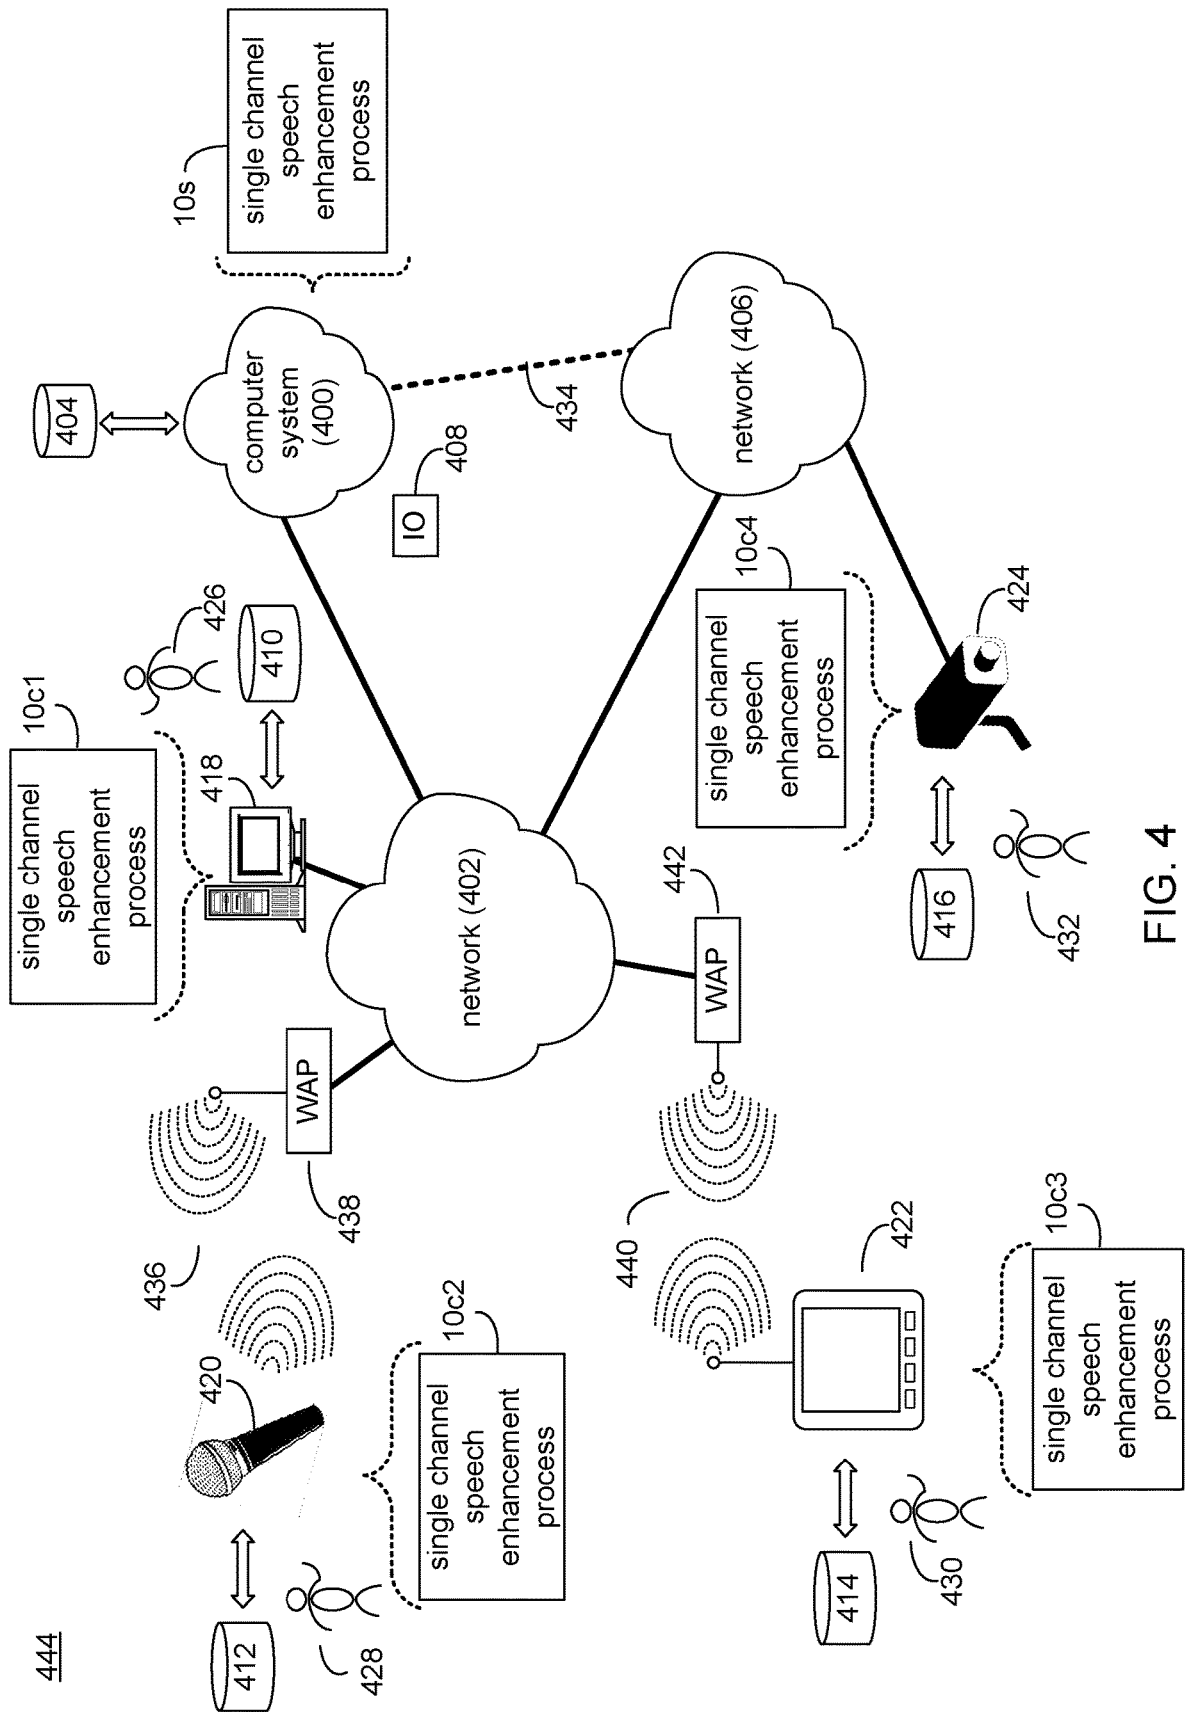 444
404
10s
single channel
speech
enhancement
process
computer
system
(400)
IO
408
434
network (406)
10c1
single channel
speech
enhancement
process
426
410
418
network (402)
436
WAP
438
420
412
428
10c2
single channel
speech
enhancement
process
440
WAP
442
422
414
430
10c3
single channel
speech
enhancement
process
10c4
single channel
speech
enhancement
process
424
416
432
FIG. 4